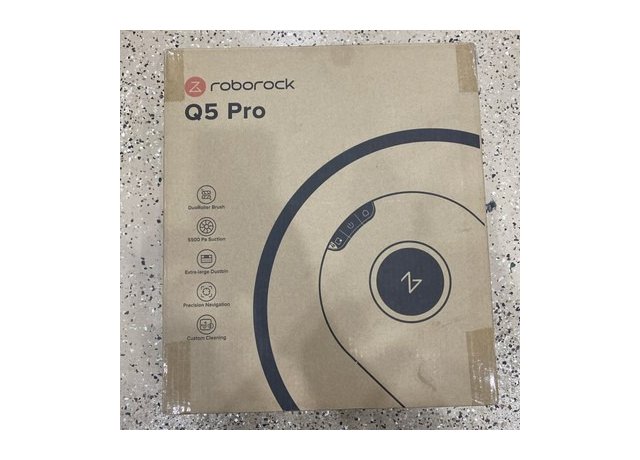 roborock
Q5 Pro
DuoRoller Brush
5500 Pa Suction
Extra-large Dustbin
Precision Navigation
Custom Cleaning